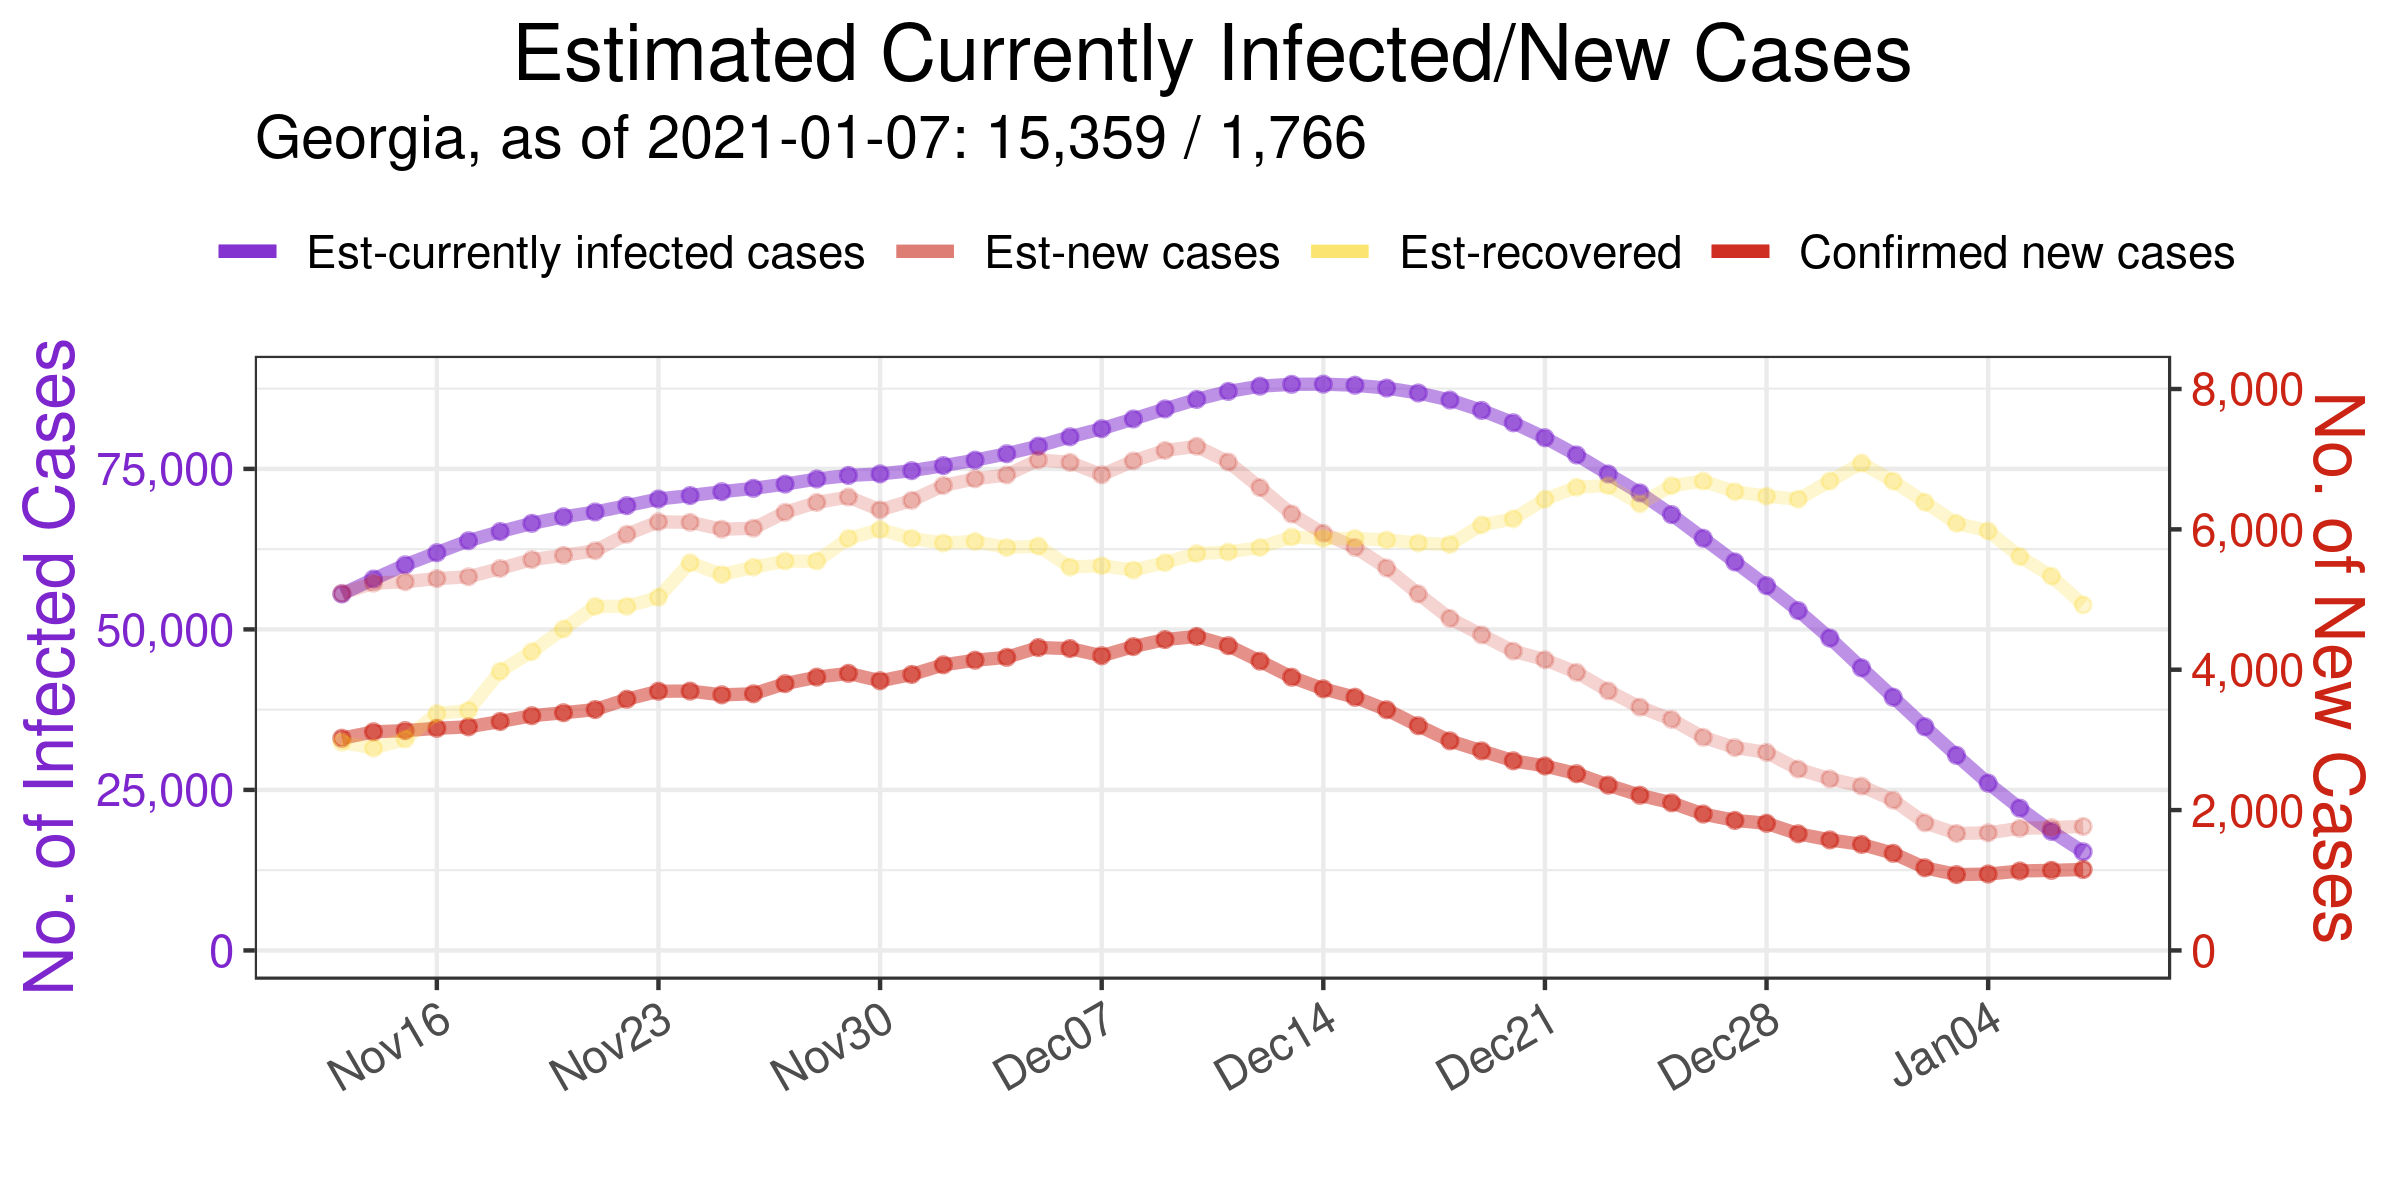 Estimated Currently Infected/New Cases
Georgia, as of 2021-01-07: 15,359 / 1,766
Est-currently infected cases Est-new cases Est-recovered Confirmed new cases
No. of Infected Cases
75,000
50,000
25,000
0
8,000
6,000
4,000
2,000
0
No. of New Cases
Nov16 Nov23 Nov30 Dec07 Dec14 Dec21 Dec28 Jan04